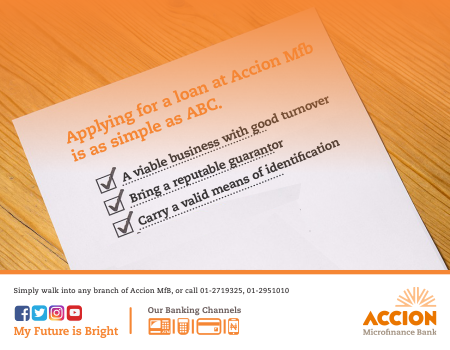 Applying for a loan at Accion Mfb
is as simple as ABC.
A viable business with good turnover
Bring a reputable guarantor
Carry a valid means of identification
Simply walk into any branch of Accion MfB, or call 01-2719325, 01-2951010
My Future is Bright
Our Banking Channels
ACCION
Microfinance Bank